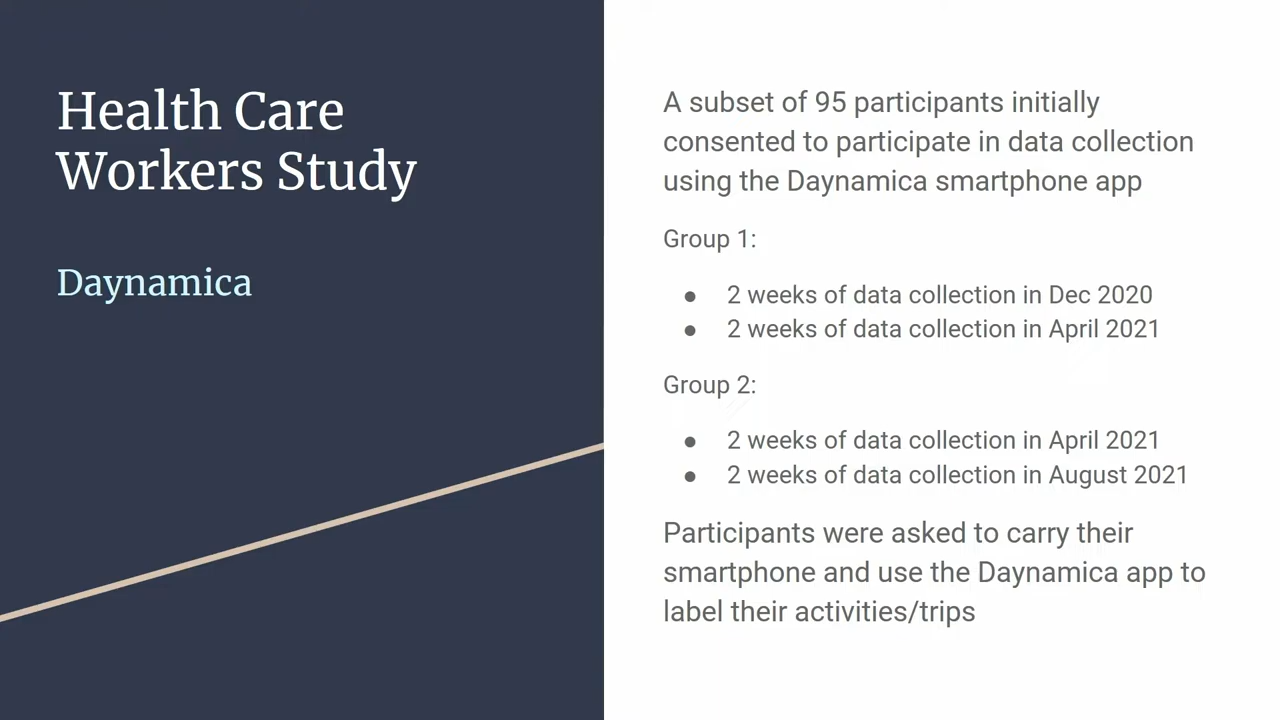 Health Care
Workers Study
Daynamica
A subset of 95 participants initially
consented to participate in data collection
using the Daynamica smartphone app
Group 1:
● 2 weeks of data collection in Dec 2020
● 2 weeks of data collection in April 2021
Group 2:
● 2 weeks of data collection in April 2021
● 2 weeks of data collection in August 2021
Participants were asked to carry their
smartphone and use the Daynamica app to
label their activities/trips